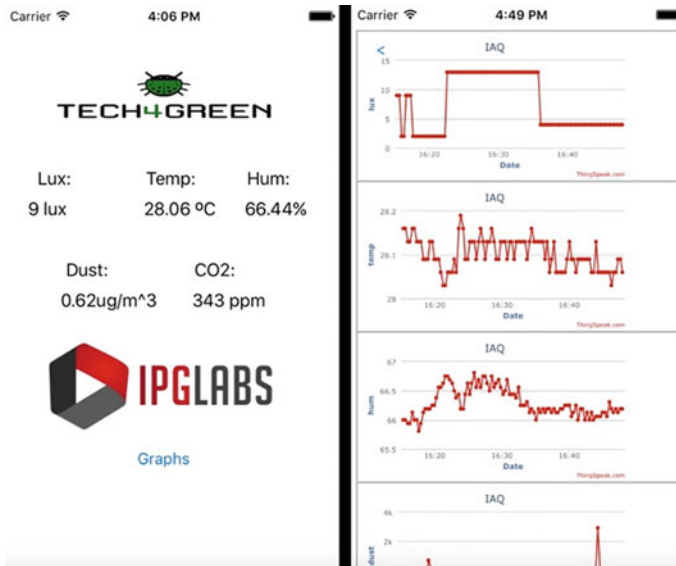 Carrier 4:06 PM
TECH4GREEN
Lux: Temp: Hum:
9 lux 28.06 ºC 66.44%
Dust: CO2:
0.62ug/m^3 343 ppm
IPGLABS
Graphs
Carrier 4:49 PM
<
IAQ
15
10
5
0
lux
16:20 16:30 16:40
Date
ThingSpeak.com
IAQ
28.2
28.1
28
temp
16:20 16:30 16:40
Date
ThingSpeak.com
IAQ
67
66.5
66
65.5
hum
16:20 16:30 16:40
Date
ThingSpeak.com
IAQ
4k
2k
dust